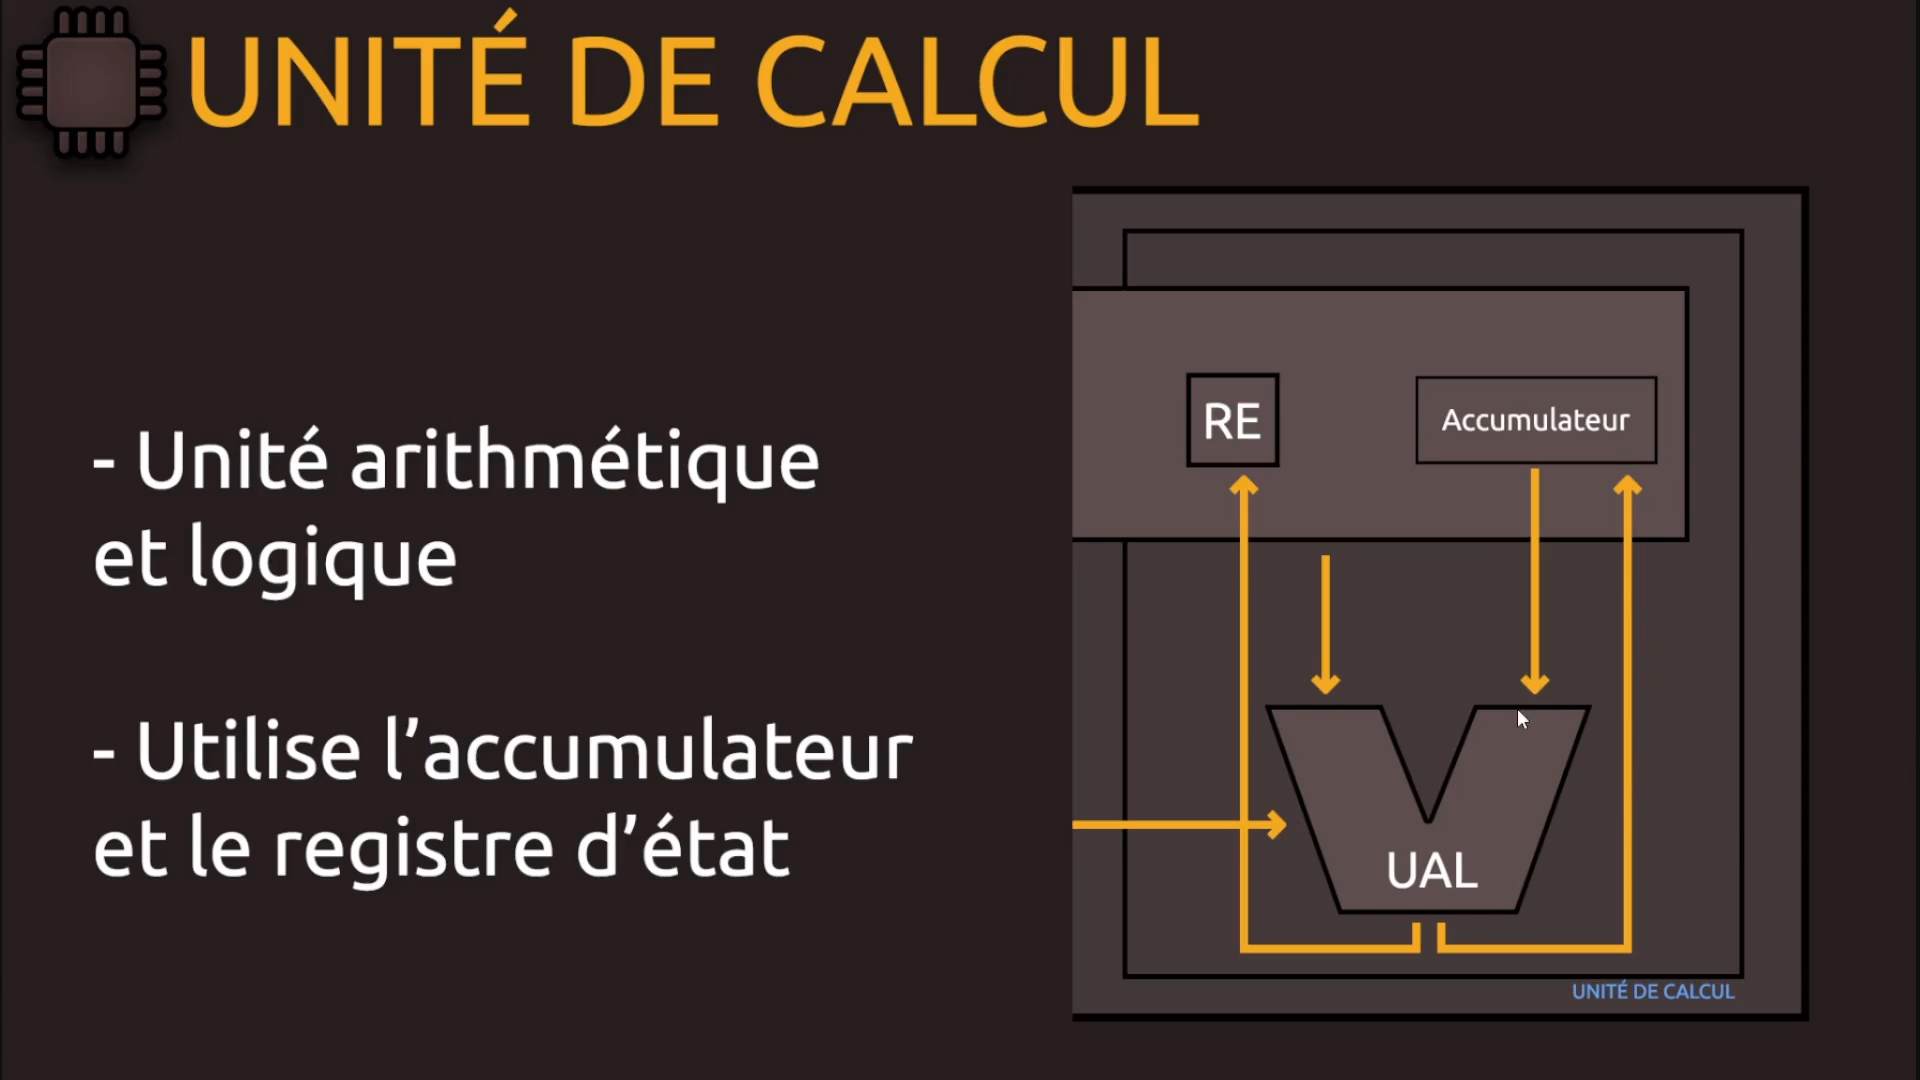 UNITÉ DE CALCUL
- Unité arithmétique
et logique
- Utilise l’accumulateur
et le registre d’état
RE
Accumulateur
UAL
UNITÉ DE CALCUL